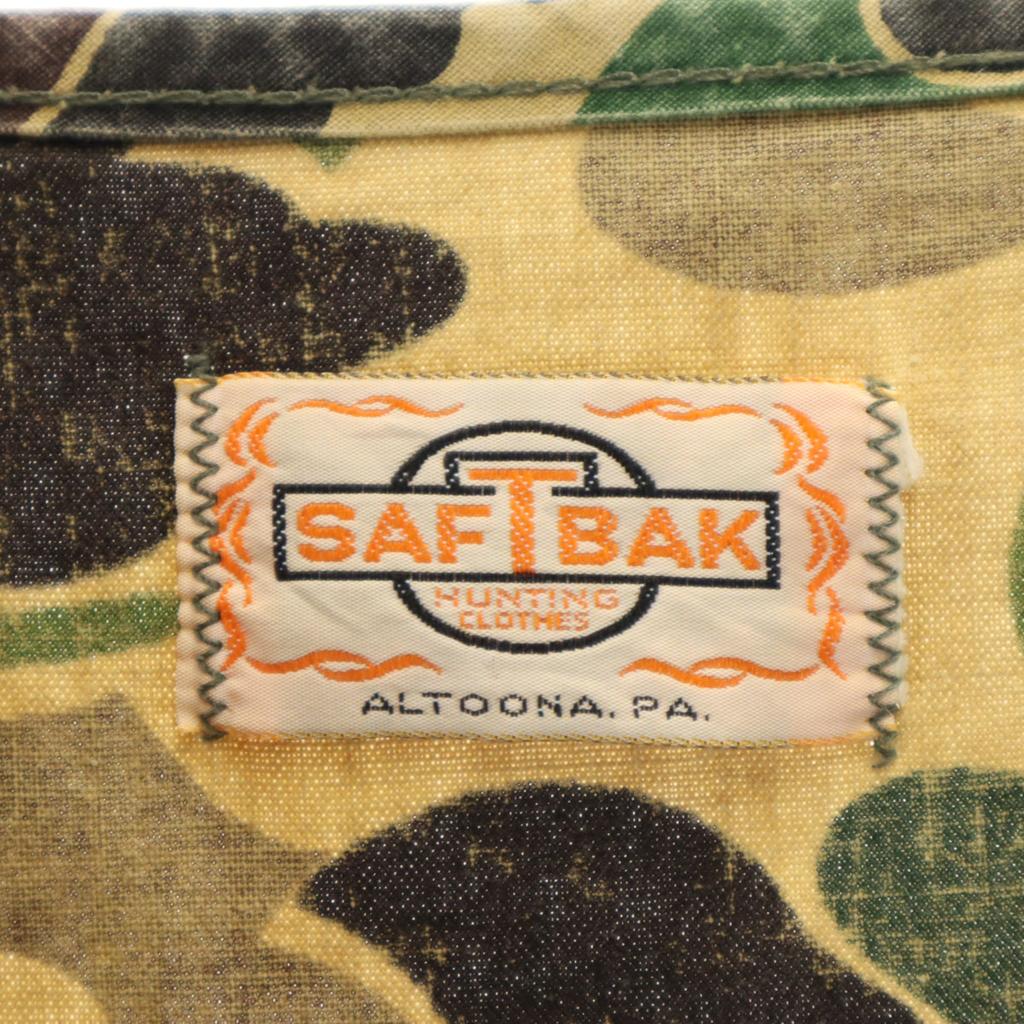 SAFTBAK
HUNTING
CLOTHES
ALTOONA, PA.